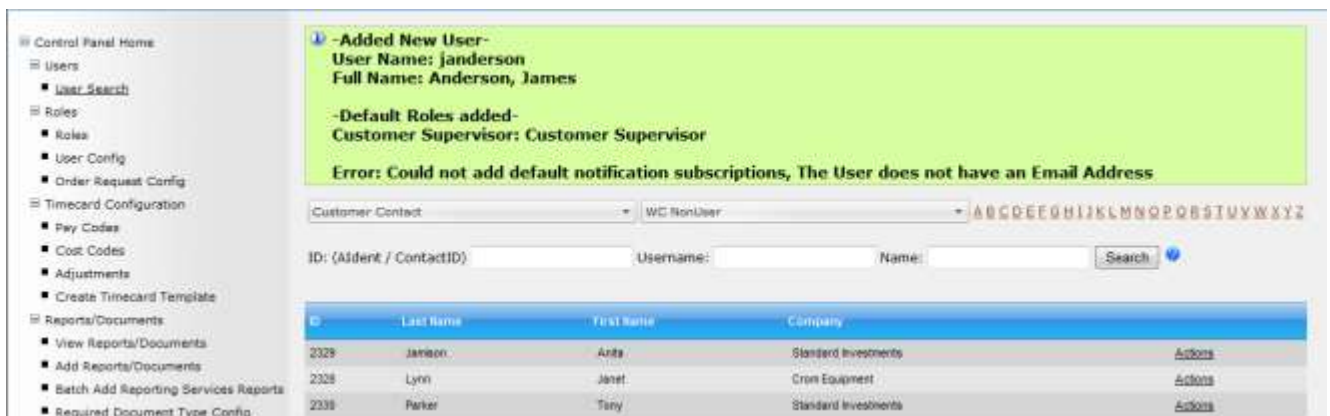 Control Panel Home
Users
User Search
Roles
Roles
User Config
Order Request Config
Timecard Configuration
Pay Codes
Cost Codes
Adjustments
Create Timecard Template
Reports/Documents
View Reports/Documents
Add Reports/Documents
Batch Add Reporting Services Reports
Required Document Type Config
-Added New User-
User Name: janderson
Full Name: Anderson, James
-Default Roles added-
Customer Supervisor: Customer Supervisor
Error: Could not add default notification subscriptions, The User does not have an Email Address
Customer Contact WC NonUser A B C D E F G H I J K L M N O P Q R S T U V W X Y Z
ID: (AIdent / ContactID) Username: Name: Search
ID Last Name First Name Company
2329 Jamison Anita Standard Investments Actions
2328 Lynn Janet Crom Equipment Actions
2330 Parker Tony Standard Investments Actions